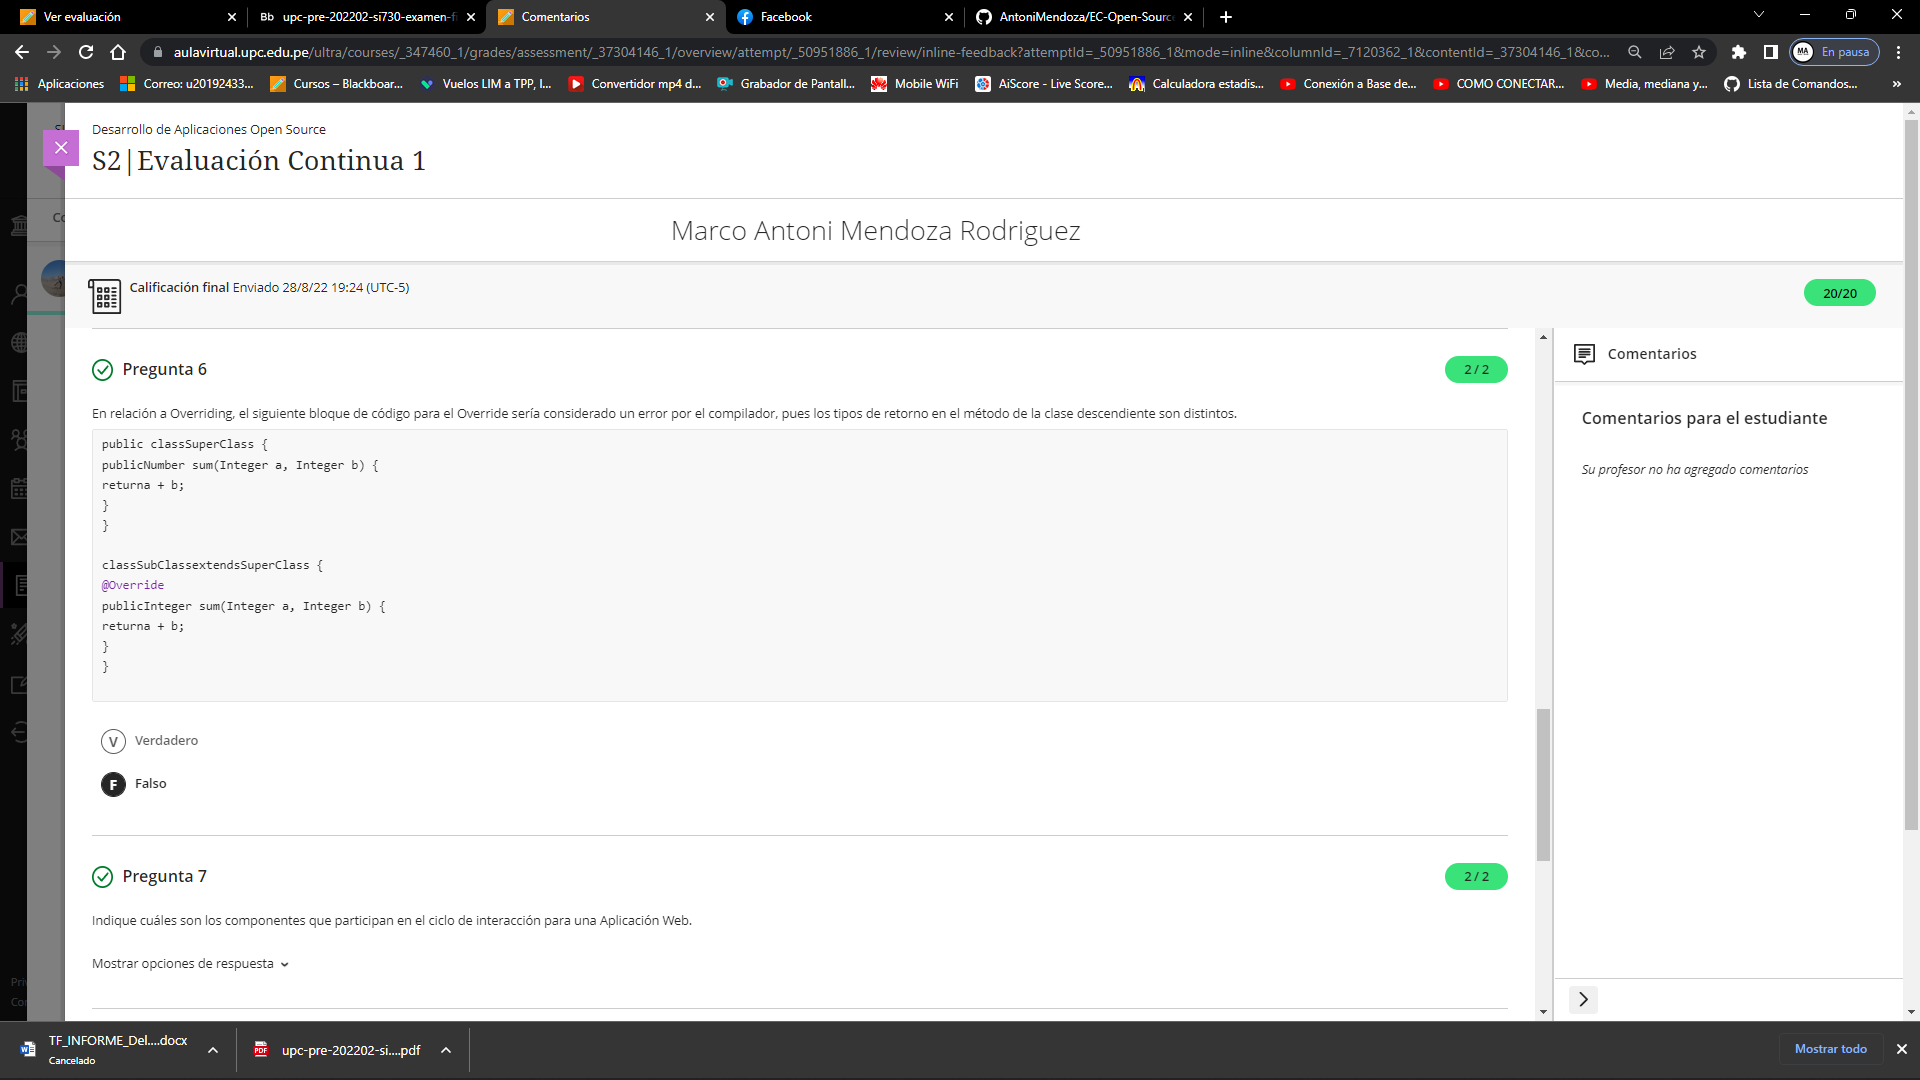 Ver evaluación
Bb upc-pre-202202-si730-examen-fi
Comentarios
Facebook
AntoniMendoza/EC-Open-Sourc
aulavirtual.upc.edu.pe/ultra/courses/_347460_1/grades/assessment/_37304146_1/overview/attempt/_50951886_1/review/inline-feedback?attemptId=_50951886_1&mode=inline&columnId=_7120362_1&contentId=_37304146_1&co...
MA En pausa
Aplicaciones
Correo: u20192433...
Cursos – Blackboar...
Vuelos LIM a TPP, I...
Convertidor mp4 d...
Grabador de Pantall...
Mobile WiFi
AiScore - Live Score...
Calculadora estadis...
Conexión a Base de...
COMO CONECTAR...
Media, mediana y...
Lista de Comandos...
»
Desarrollo de Aplicaciones Open Source
S2|Evaluación Continua 1
Marco Antoni Mendoza Rodriguez
Calificación final Enviado 28/8/22 19:24 (UTC-5)
20/20
Pregunta 6
2 / 2
En relación a Overriding, el siguiente bloque de código para el Override sería considerado un error por el compilador, pues los tipos de retorno en el método de la clase descendiente son distintos.
public classSuperClass {
publicNumber sum(Integer a, Integer b) {
returna + b;
}
}
classSubClassextendsSuperClass {
@Override
publicInteger sum(Integer a, Integer b) {
returna + b;
}
}
V Verdadero
F Falso
Pregunta 7
2 / 2
Indique cuáles son los componentes que participan en el ciclo de interacción para una Aplicación Web.
Mostrar opciones de respuesta
Comentarios
Comentarios para el estudiante
Su profesor no ha agregado comentarios
TF_INFORME_Del....docx
Cancelado
upc-pre-202202-si....pdf
Mostrar todo